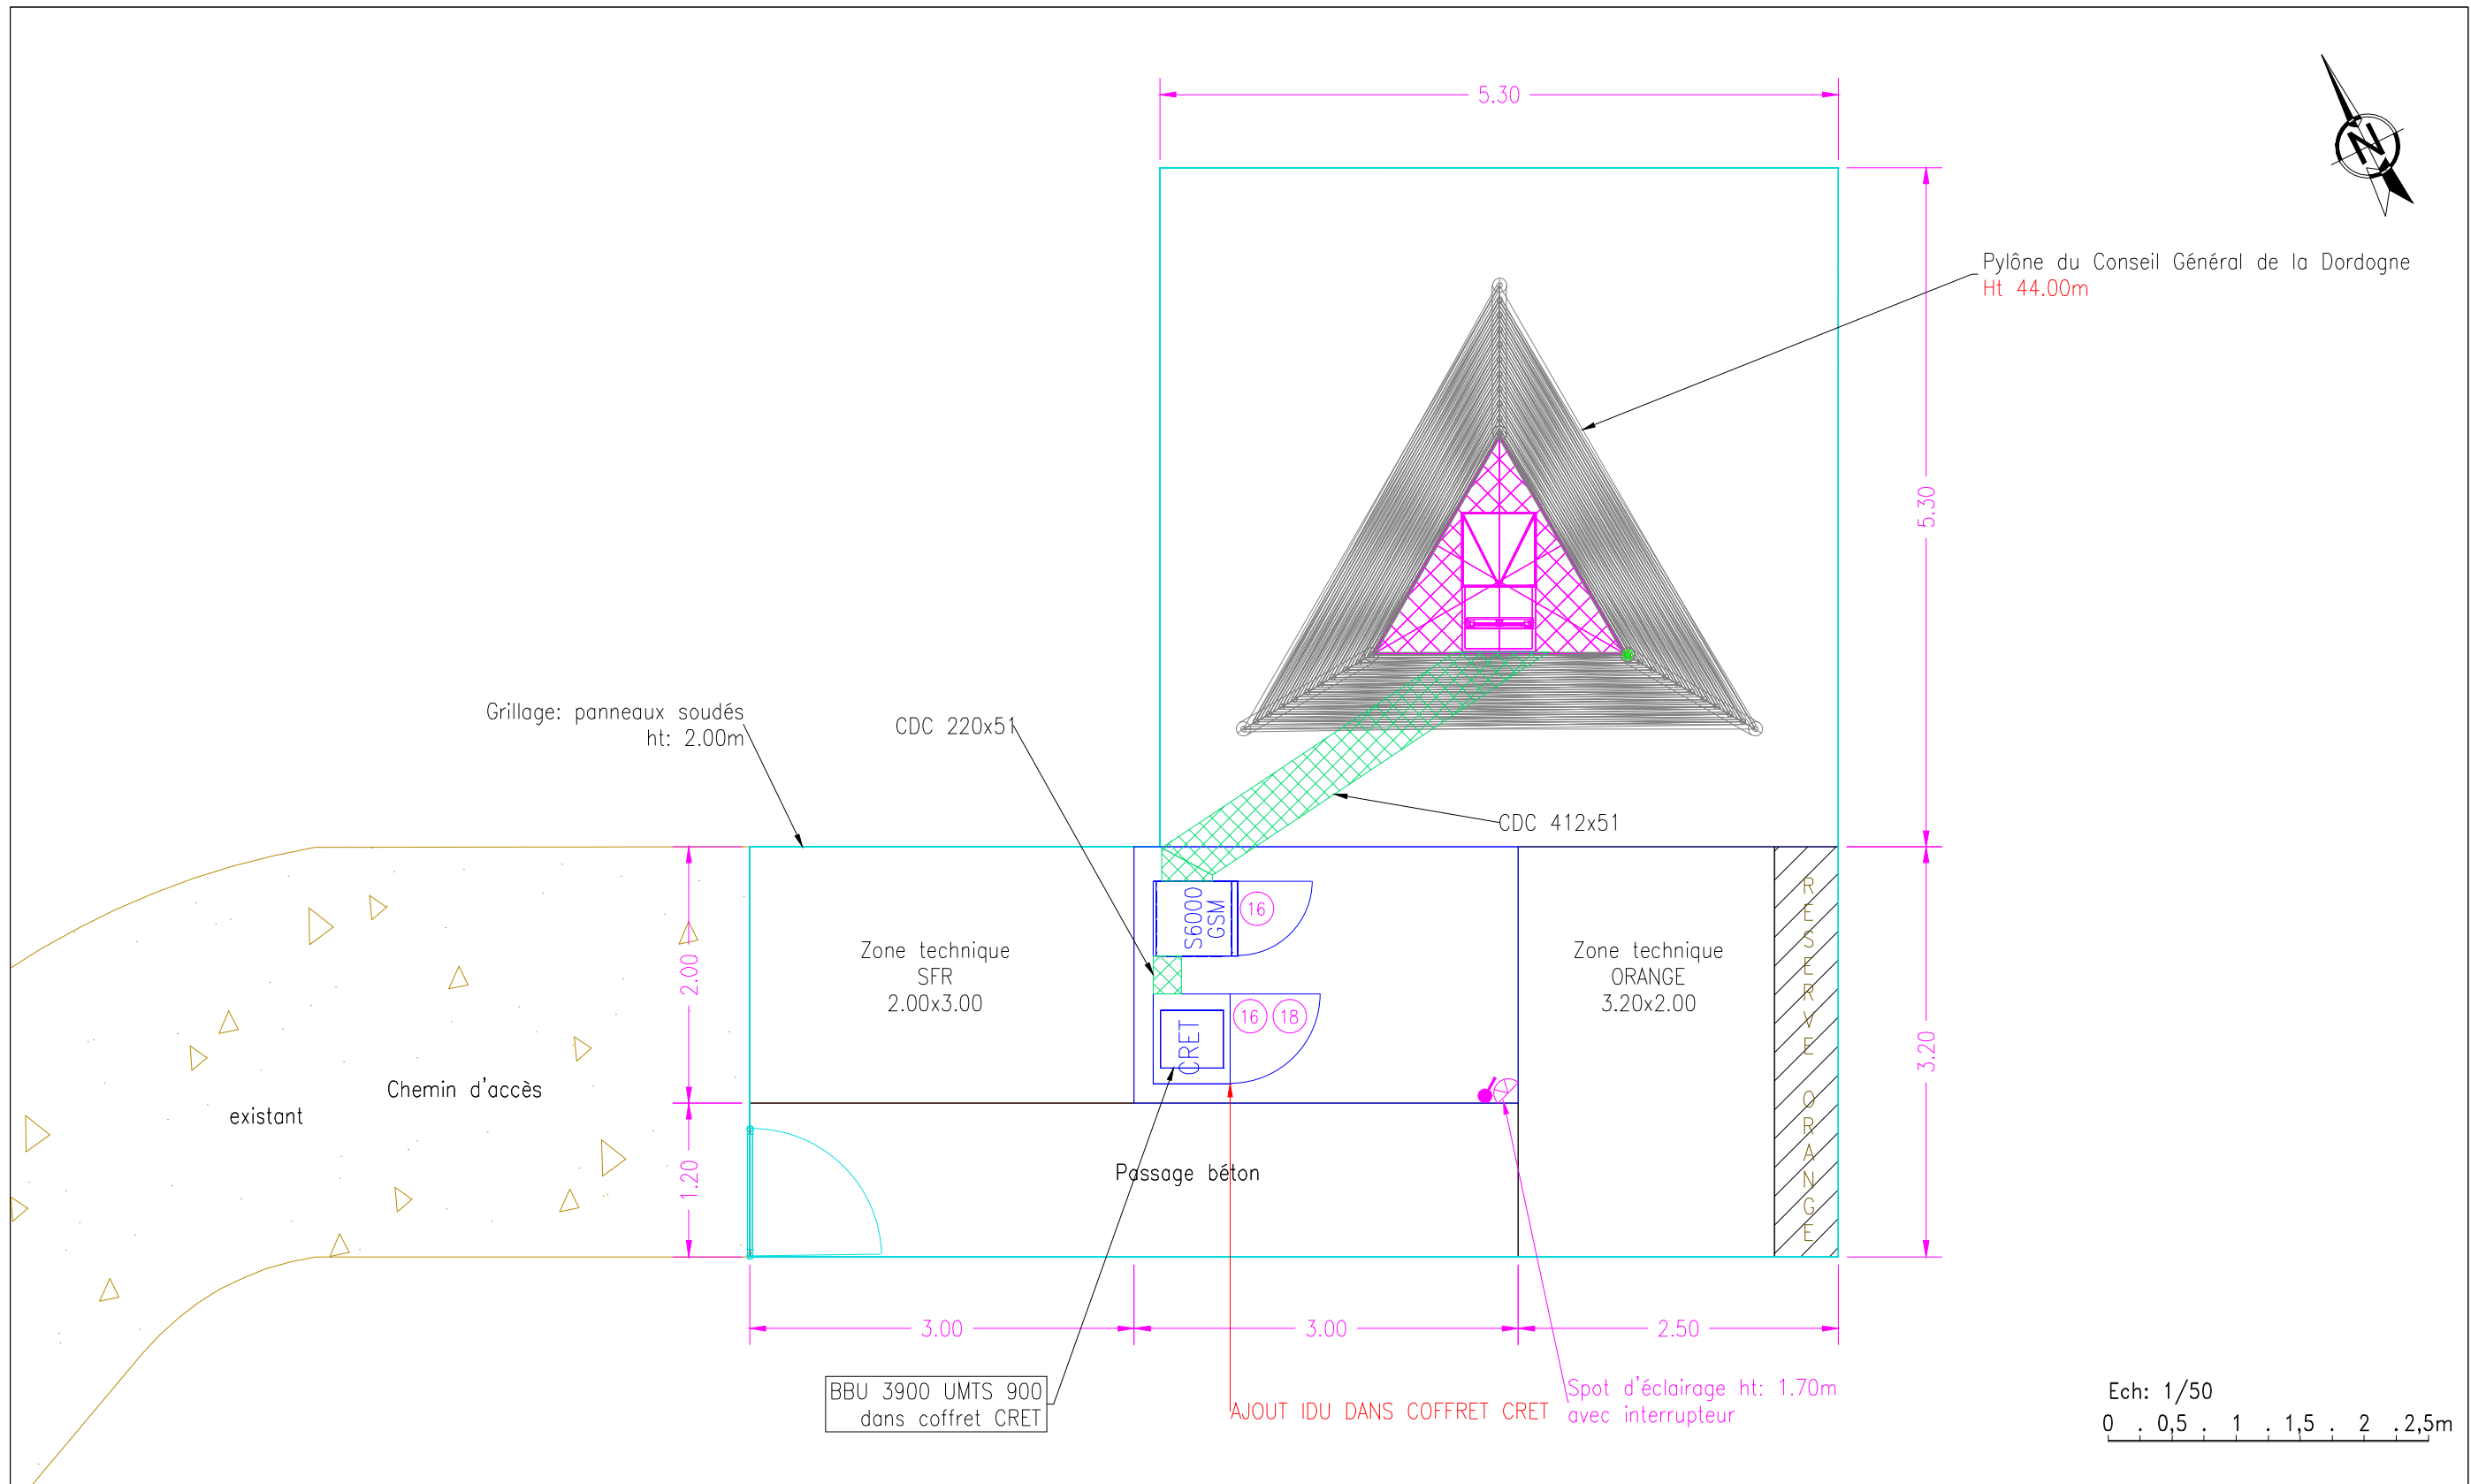 5.30
N
Pylône du Conseil Général de la Dordogne
Ht 44.00m
5.30
Grillage: panneaux soudés
ht: 2.00m
CDC 220x51
CDC 412x51
S6000
GSM
16
Zone technique
SFR
2.00x3.00
Zone technique
ORANGE
3.20x2.00
RESERVE ORANGE
2.00
CRET
16
18
3.20
Chemin d'accès
existant
1.20
Passage béton
3.00
3.00
2.50
BBU 3900 UMTS 900
dans coffret CRET
AJOUT IDU DANS COFFRET CRET
Spot d'éclairage ht: 1.70m
avec interrupteur
Ech: 1/50
0 . 0,5 . 1 . 1,5 . 2 . 2,5m